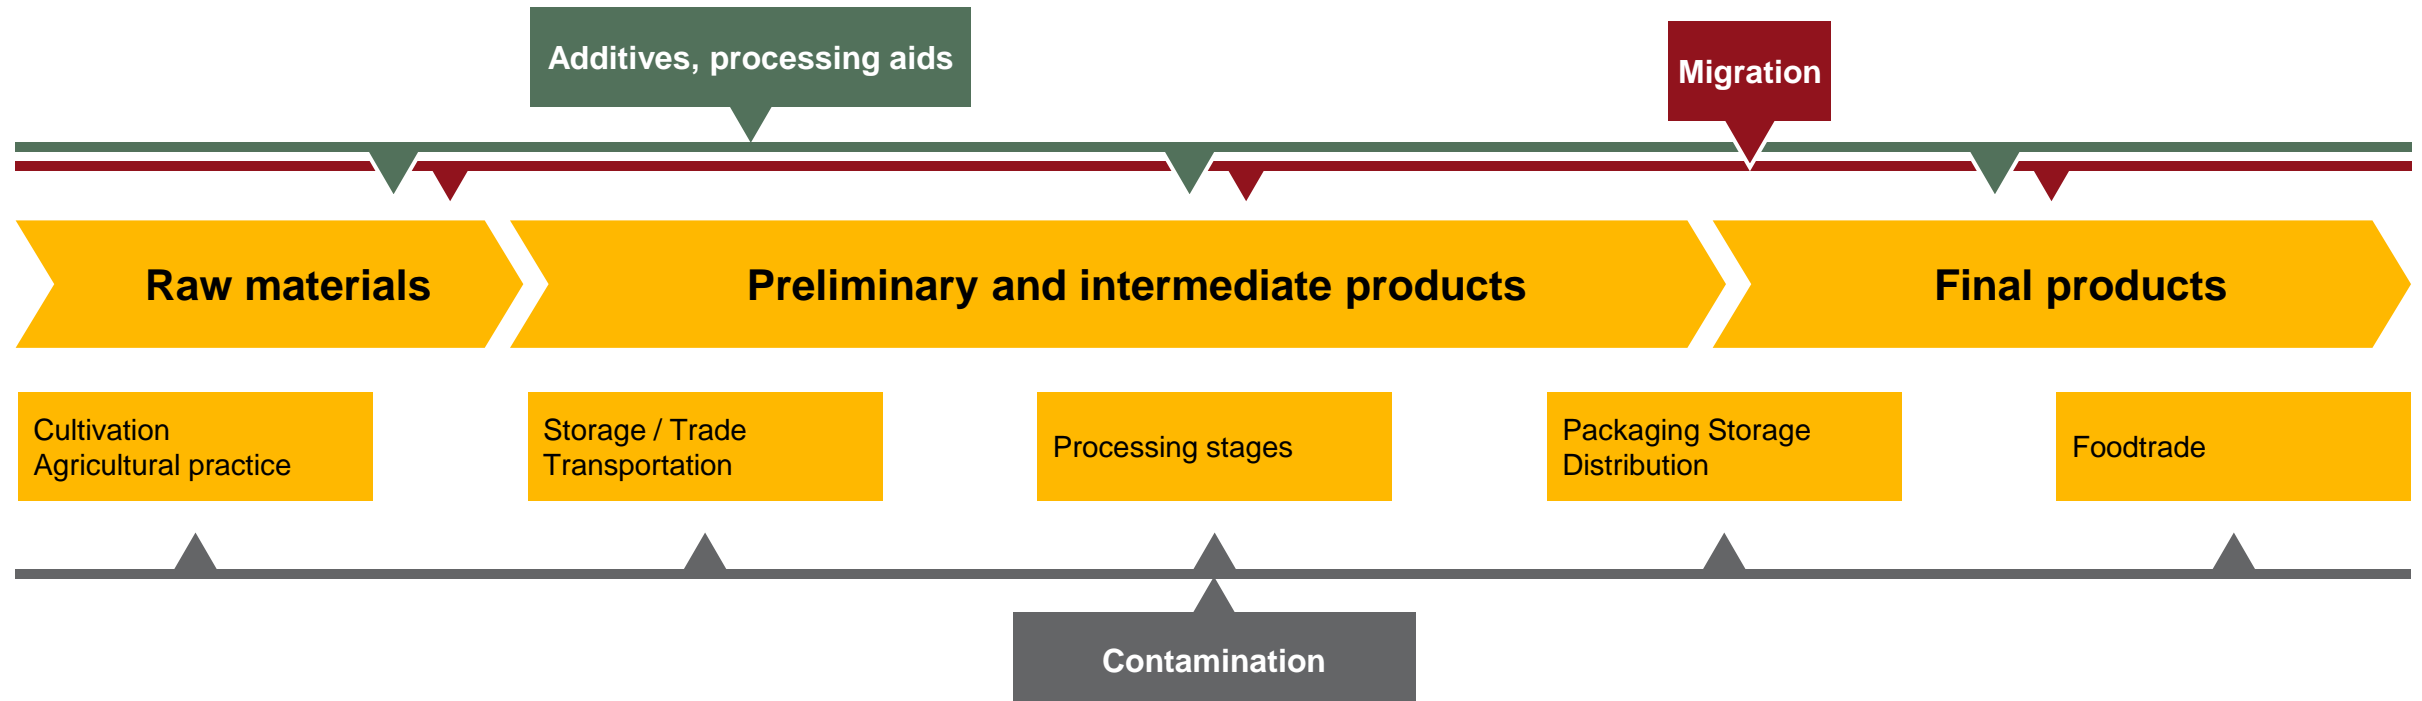 Additives, processing aids
Migration
Raw materials
Preliminary and intermediate products
Final products
Cultivation
Agricultural practice
Storage / Trade
Transportation
Processing stages
Packaging Storage
Distribution
Foodtrade
Contamination